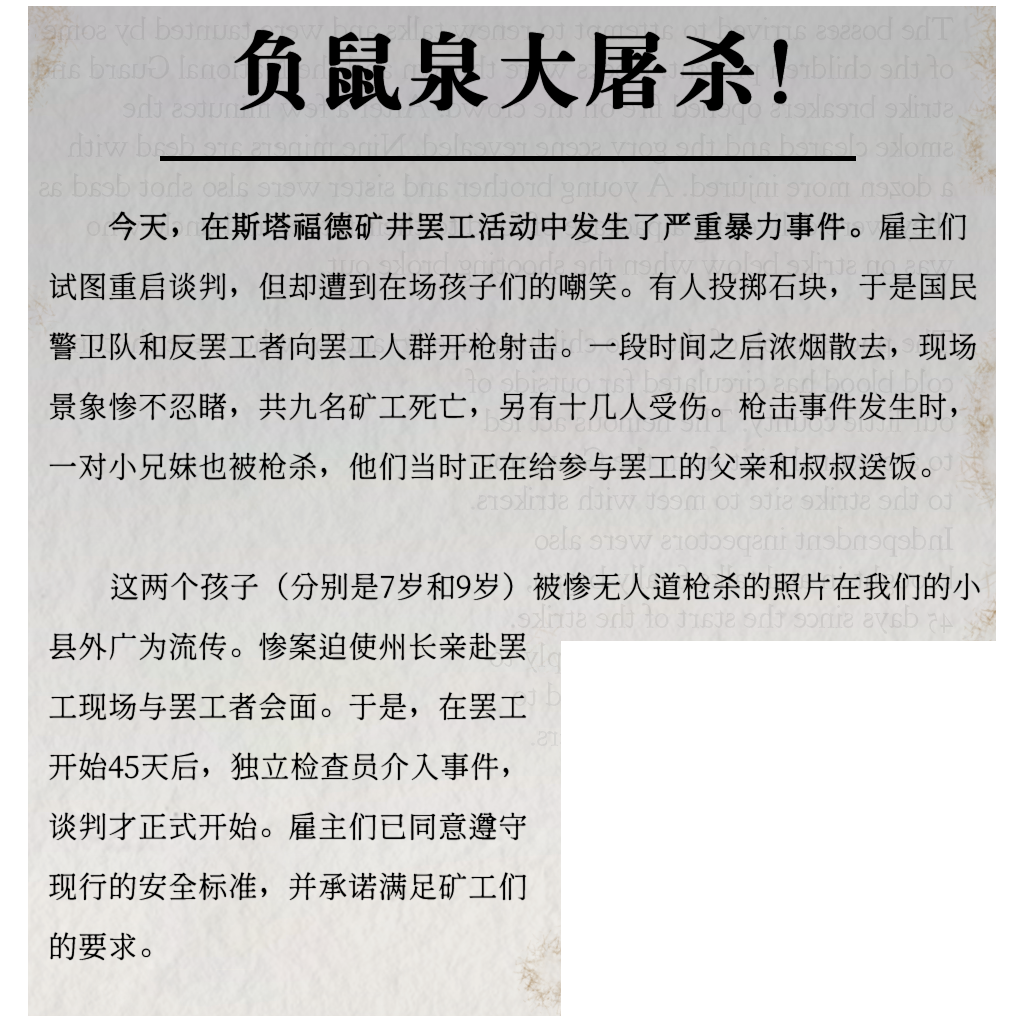 负鼠泉大屠杀！
今天，在斯塔福德矿井罢工活动中发生了严重暴力事件。雇主们
试图重启谈判，但却遭到在场孩子们的嘲笑。有人投掷石块，于是国民
警卫队和反罢工者向罢工人群开枪射击。一段时间之后浓烟散去，现场
景象惨不忍睹，共九名矿工死亡，另有十几人受伤。枪击事件发生时，
一对小兄妹也被枪杀，他们当时正在给参与罢工的父亲和叔叔送饭。
这两个孩子（分别是7岁和9岁）被惨无人道枪杀的照片在我们的小
县外广为流传。惨案迫使州长亲赴罢
工现场与罢工者会面。于是，在罢工
开始45天后，独立检查员介入事件，
谈判才正式开始。雇主们已同意遵守
现行的安全标准，并承诺满足矿工们
的要求。